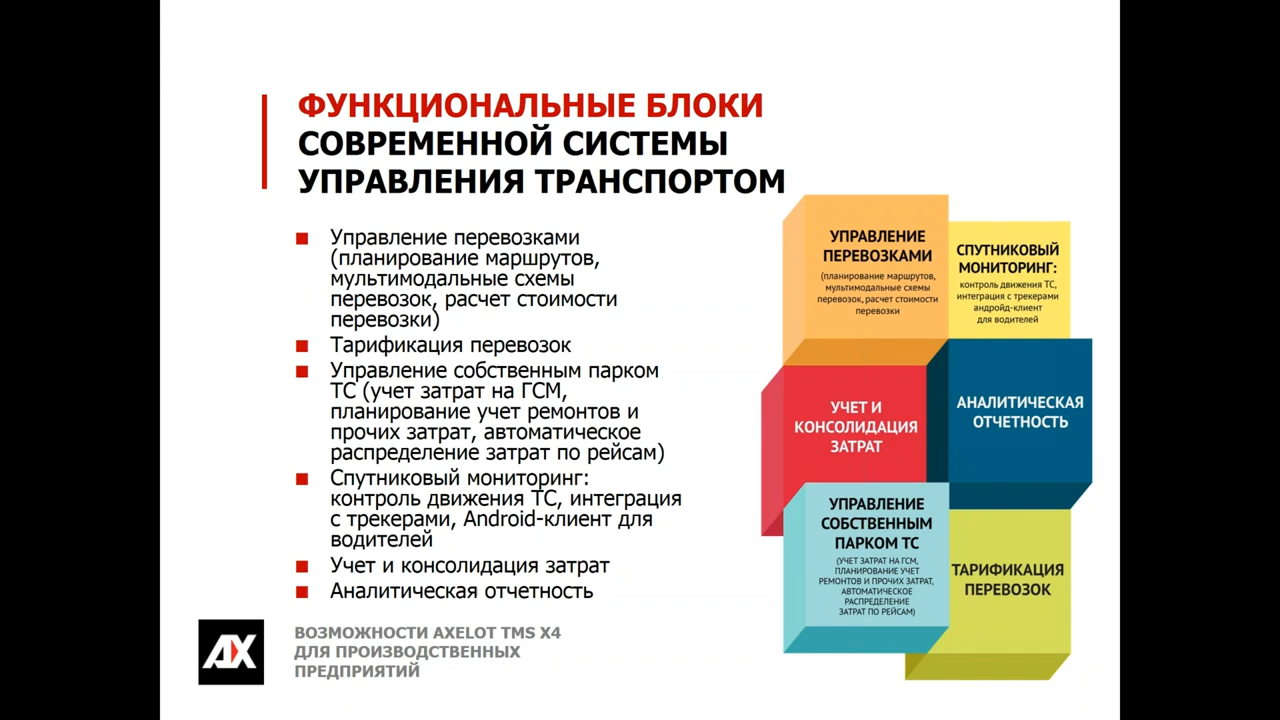 ФУНКЦИОНАЛЬНЫЕ БЛОКИ
СОВРЕМЕННОЙ СИСТЕМЫ
УПРАВЛЕНИЯ ТРАНСПОРТОМ
Управление перевозками
(планирование маршрутов,
мультимодальные схемы
перевозок, расчет стоимости
перевозки)
Тарификация перевозок
Управление собственным парком
ТС (учет затрат на ГСМ,
планирование учет ремонтов и
прочих затрат, автоматическое
распределение затрат по рейсам)
Спутниковый мониторинг:
контроль движения ТС, интеграция
с трекерами, Android-клиент для
водителей
Учет и консолидация затрат
Аналитическая отчетность
УПРАВЛЕНИЕ
ПЕРЕВОЗКАМИ
(планирование маршрутов,
мультимодальные схемы
перевозок, расчет стоимости
перевозки
СПУТНИКОВЫЙ
МОНИТОРИНГ:
контроль движения ТС,
интеграция с трекерами
андройд-клиент
для водителей
УЧЕТ И
КОНСОЛИДАЦИЯ
ЗАТРАТ
АНАЛИТИЧЕСКАЯ
ОТЧЕТНОСТЬ
УПРАВЛЕНИЕ
СОБСТВЕННЫМ
ПАРКОМ ТС
(УЧЕТ ЗАТРАТ НА ГСМ,
ПЛАНИРОВАНИЕ УЧЕТ
РЕМОНТОВ И ПРОЧИХ ЗАТРАТ,
АВТОМАТИЧЕСКОЕ
РАСПРЕДЕЛЕНИЕ
ЗАТРАТ ПО РЕЙСАМ)
ТАРИФИКАЦИЯ
ПЕРЕВОЗОК
AX
ВОЗМОЖНОСТИ AXELOT TMS X4
ДЛЯ ПРОИЗВОДСТВЕННЫХ
ПРЕДПРИЯТИЙ